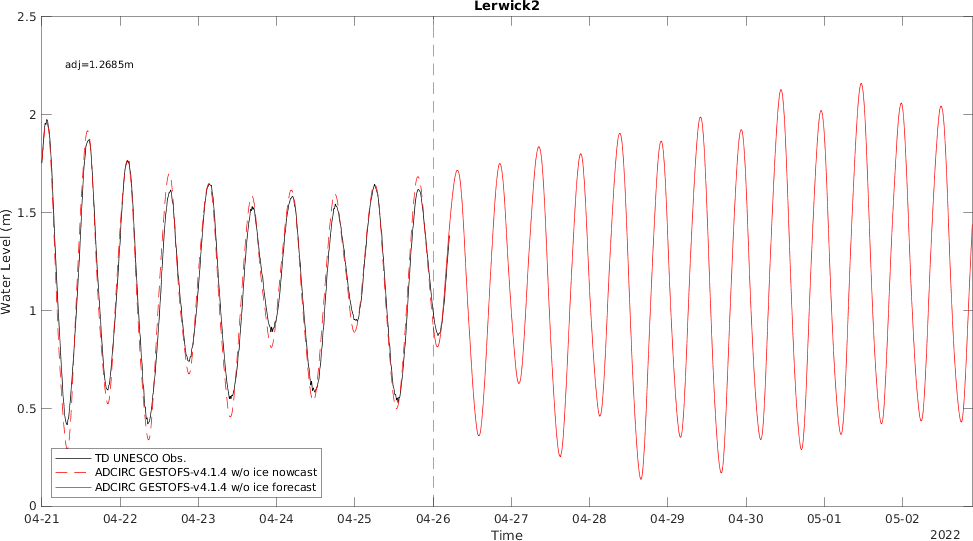 Lerwick2
2.5
adj=1.2685m
2
1.5
Water Level (m)
1
0.5
TD UNESCO Obs.
ADCIRC GESTOFS-v4.1.4 w/o ice nowcast
ADCIRC GESTOFS-v4.1.4 w/o ice forecast
0
04-21 04-22 04-23 04-24 04-25 04-26 04-27 04-28 04-29 04-30 05-01 05-02
Time
2022